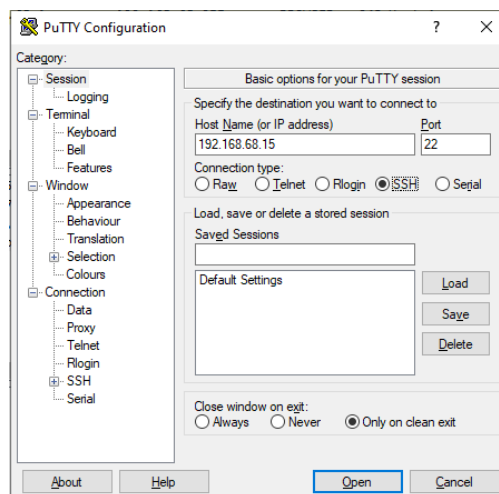 PuTTY Configuration
? ×
Category:
Session
Logging
Terminal
Keyboard
Bell
Features
Window
Appearance
Behaviour
Translation
Selection
Colours
Connection
Data
Proxy
Telnet
Rlogin
SSH
Serial
Basic options for your PuTTY session
Specify the destination you want to connect to
Host Name (or IP address) Port
192.168.68.15 22
Connection type:
Raw Telnet Rlogin SSH Serial
Load, save or delete a stored session
Saved Sessions
Default Settings
Load
Save
Delete
Close window on exit:
Always Never Only on clean exit
About Help Open Cancel